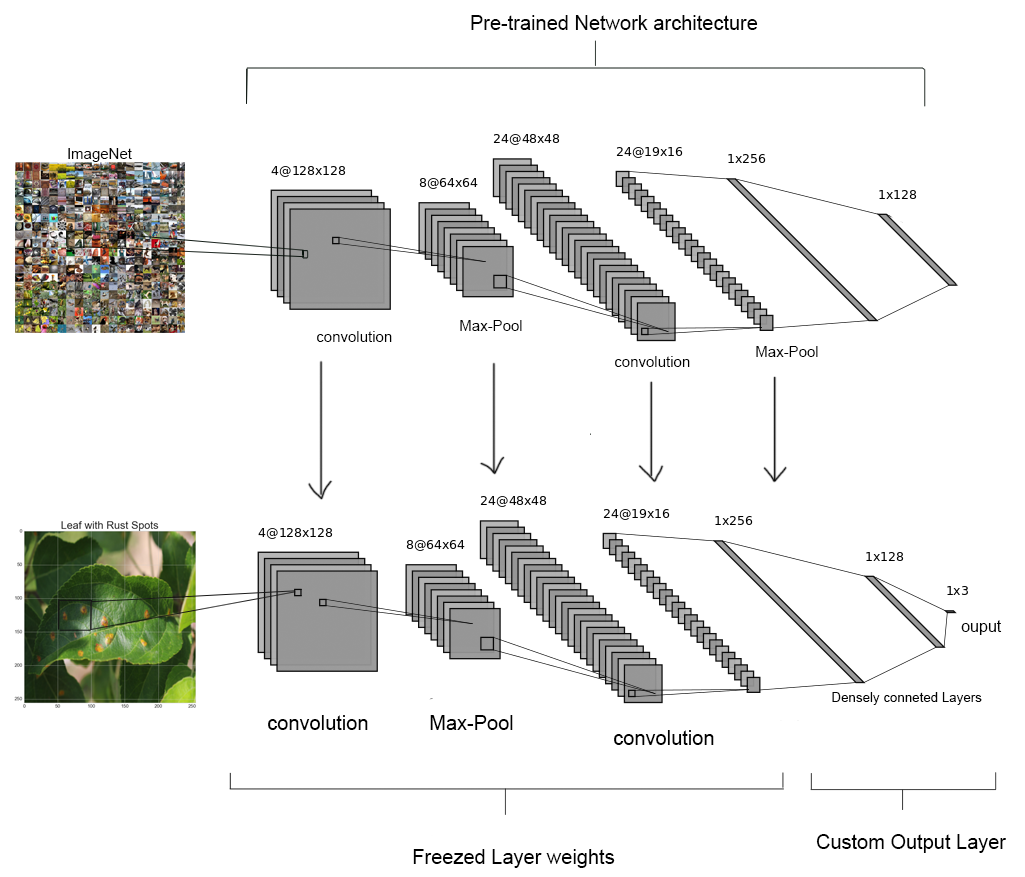 Pre-trained Network architecture
ImageNet
4@128x128
8@64x64
24@48x48
24@19x16
1x256
1x128
convolution
Max-Pool
convolution
Max-Pool
Leaf with Rust Spots
0
50
100
150
200
250
0
50
100
150
200
250
4@128x128
8@64x64
24@48x48
24@19x16
1x256
1x128
1x3
ouput
Densely conneted Layers
convolution
Max-Pool
convolution
Freezed Layer weights
Custom Output Layer